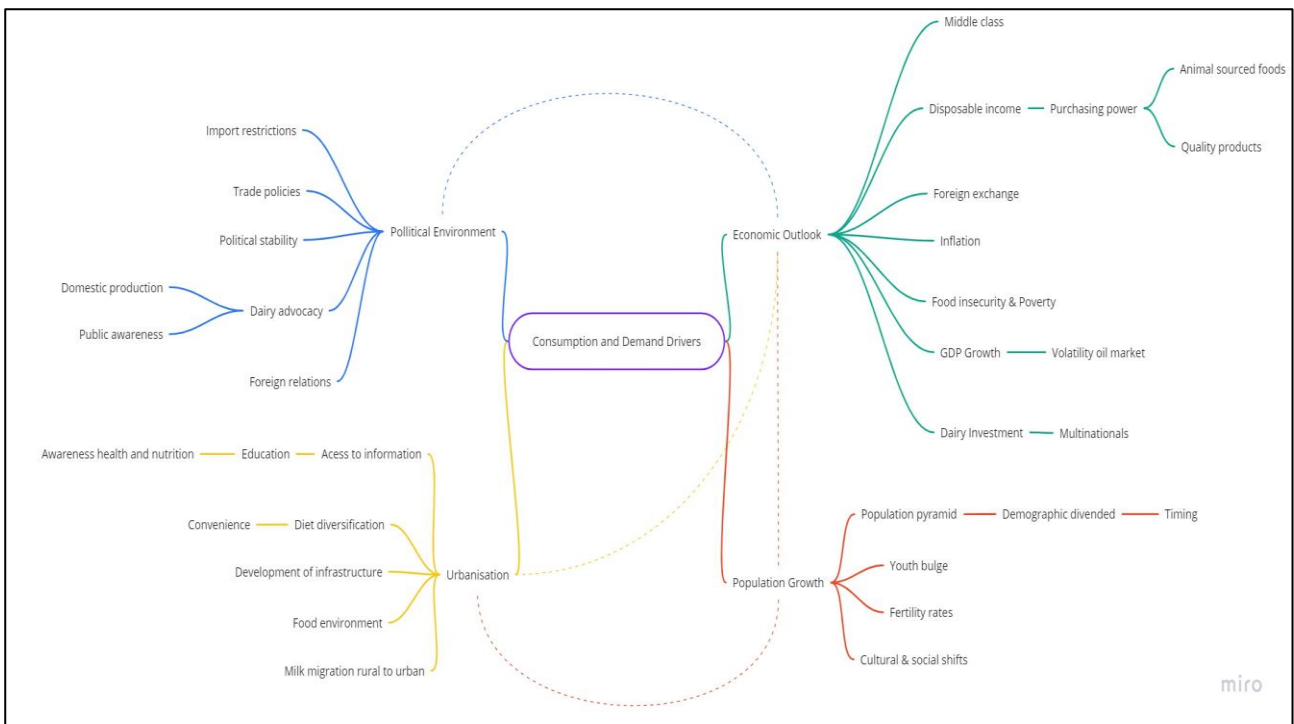 Consumption and Demand Drivers
Pollitical Environment
Import restrictions
Trade policies
Political stability
Dairy advocacy
Domestic production
Public awareness
Foreign relations
Urbanisation
Acess to information
Education
Awareness health and nutrition
Diet diversification
Convenience
Development of infrastructure
Food environment
Milk migration rural to urban
Economic Outlook
Middle class
Disposable income
Purchasing power
Animal sourced foods
Quality products
Foreign exchange
Inflation
Food insecurity & Poverty
GDP Growth
Volatility oil market
Dairy Investment
Multinationals
Population Growth
Population pyramid
Demographic divended
Timing
Youth bulge
Fertility rates
Cultural & social shifts
miro